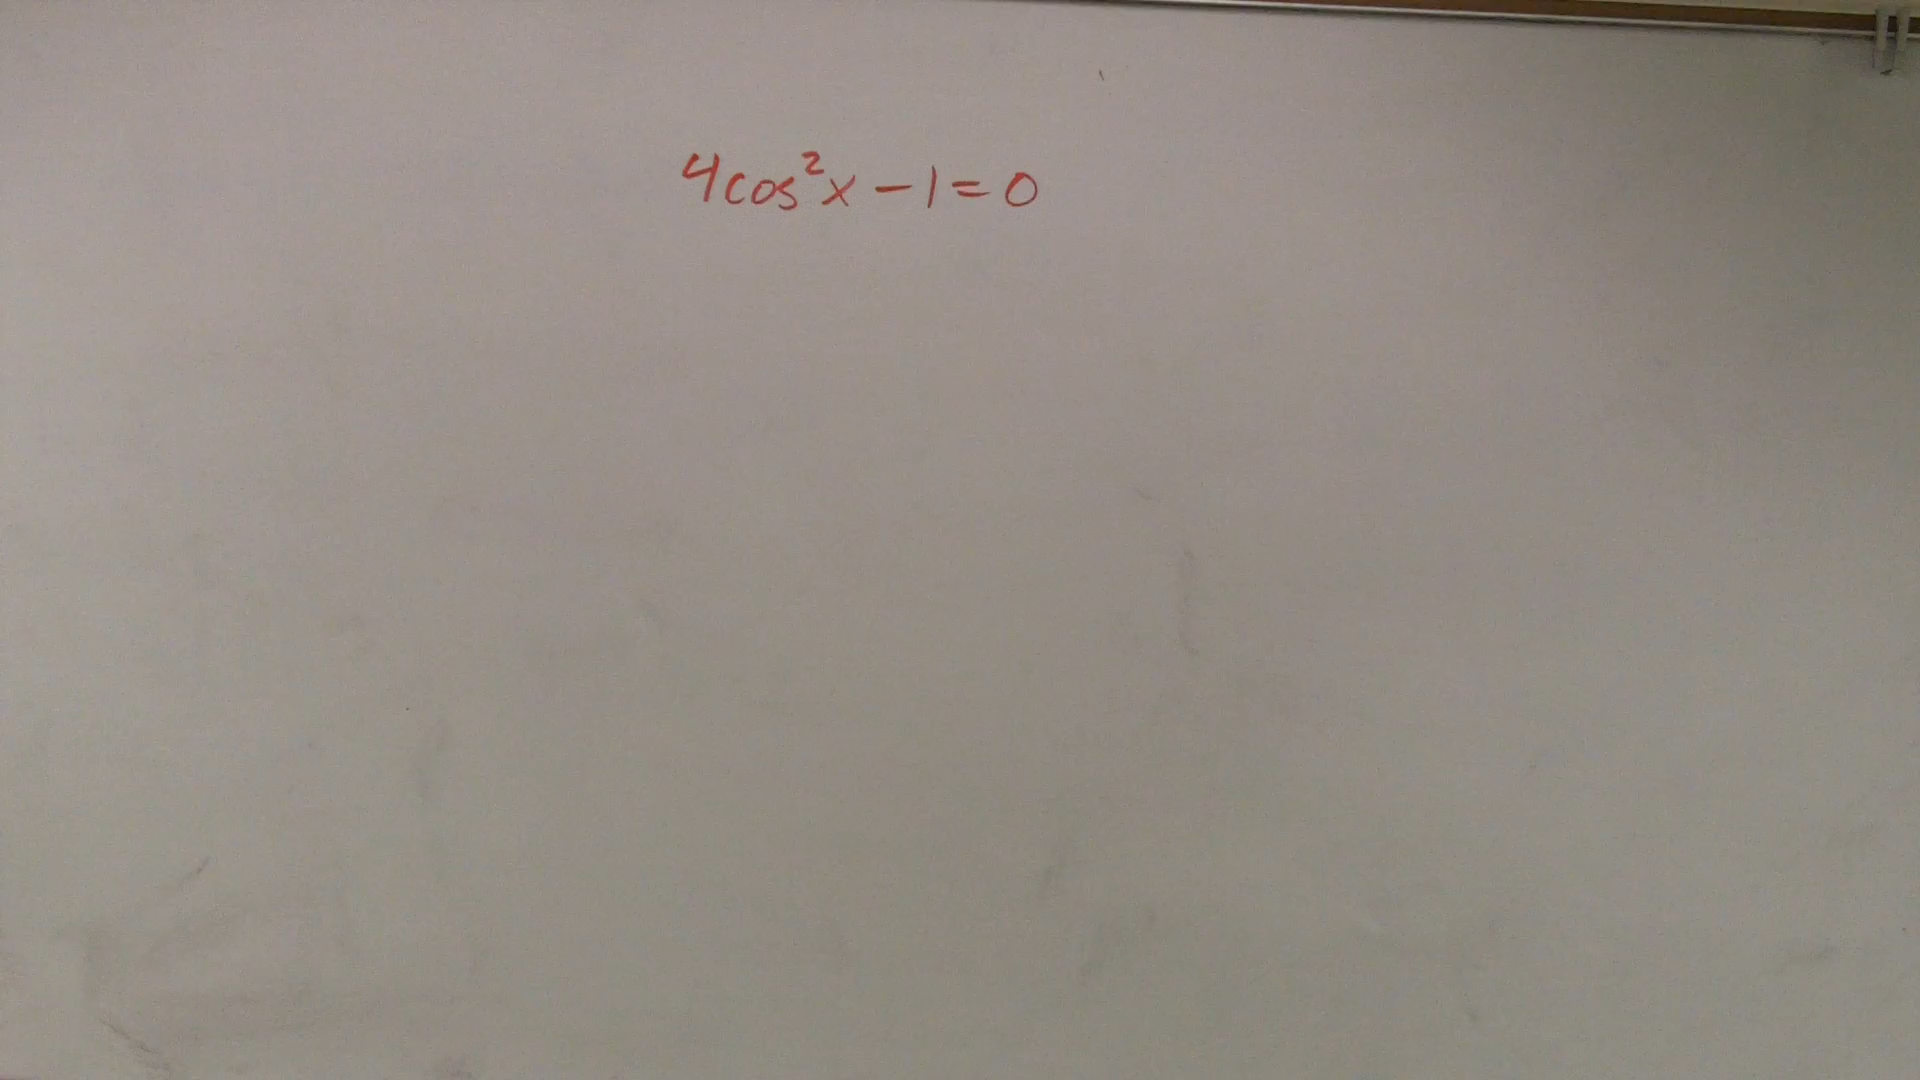 4cos²x - 1 = 0